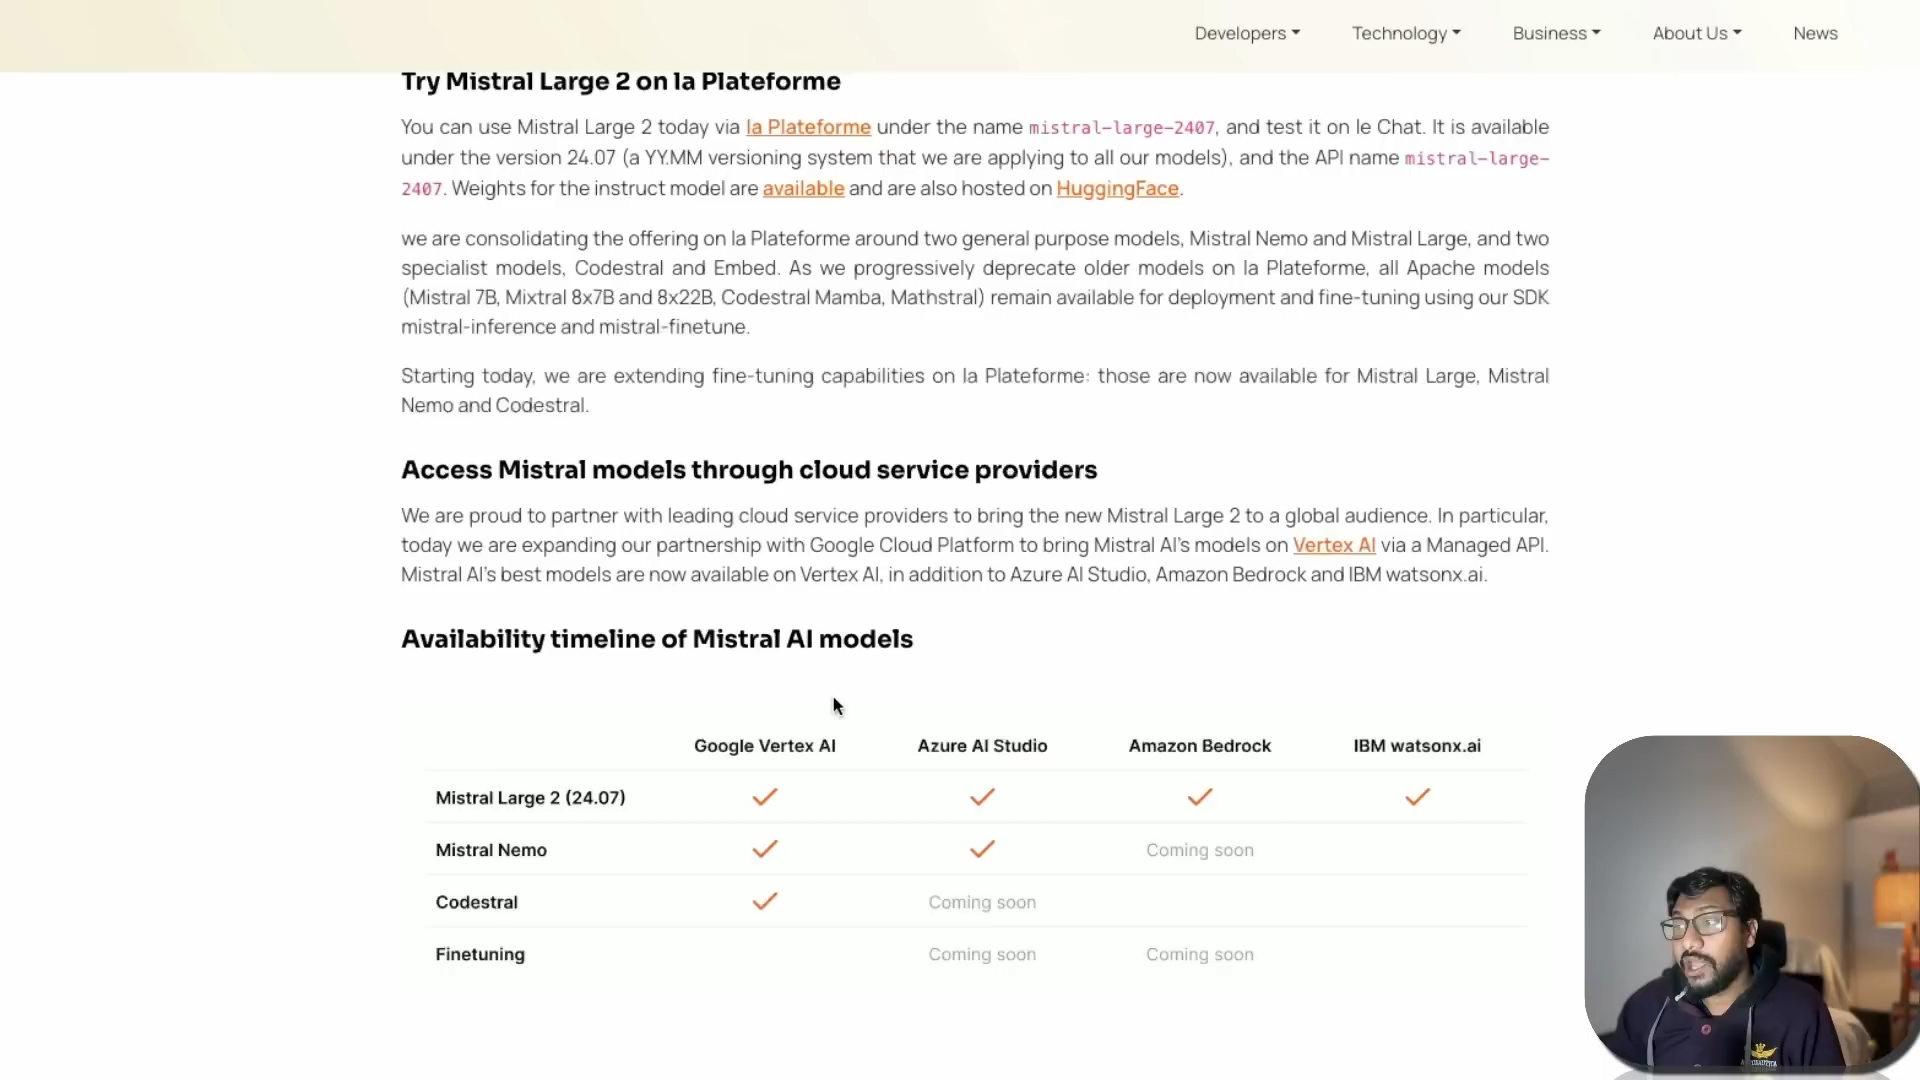 Developers Technology Business About Us News
Try Mistral Large 2 on la Plateforme
You can use Mistral Large 2 today via la Plateforme under the name mistral-large-2407, and test it on le Chat. It is available
under the version 24.07 (a YY.MM versioning system that we are applying to all our models), and the API name mistral-large-
2407. Weights for the instruct model are available and are also hosted on HuggingFace.
we are consolidating the offering on la Plateforme around two general purpose models, Mistral Nemo and Mistral Large, and two
specialist models, Codestral and Embed. As we progressively deprecate older models on la Plateforme, all Apache models
(Mistral 7B, Mixtral 8x7B and 8x22B, Codestral Mamba, Mathstral) remain available for deployment and fine-tuning using our SDK
mistral-inference and mistral-finetune.
Starting today, we are extending fine-tuning capabilities on la Plateforme: those are now available for Mistral Large, Mistral
Nemo and Codestral.
Access Mistral models through cloud service providers
We are proud to partner with leading cloud service providers to bring the new Mistral Large 2 to a global audience. In particular,
today we are expanding our partnership with Google Cloud Platform to bring Mistral AI's models on Vertex AI via a Managed API.
Mistral AI's best models are now available on Vertex AI, in addition to Azure AI Studio, Amazon Bedrock and IBM watsonx.ai.
Availability timeline of Mistral AI models
Google Vertex AI Azure AI Studio Amazon Bedrock IBM watsonx.ai
Mistral Large 2 (24.07)
Mistral Nemo Coming soon
Codestral Coming soon
Finetuning Coming soon Coming soon